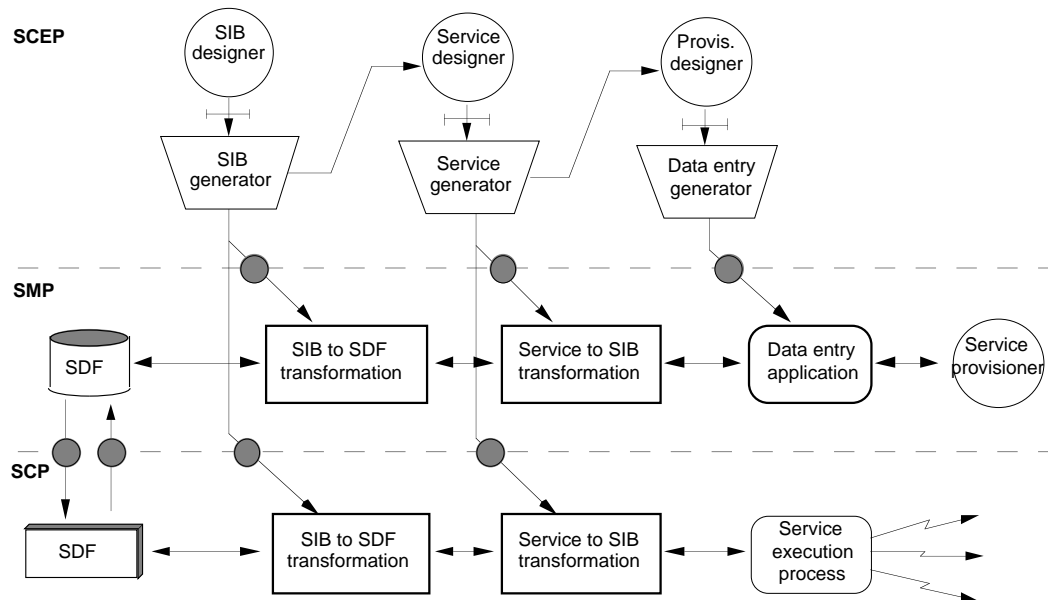 SCEP
SIB
designer
Service
designer
Provis.
designer
SIB
generator
Service
generator
Data entry
generator
SMP
SDF
SIB to SDF
transformation
Service to SIB
transformation
Data entry
application
Service
provisioner
SCP
SDF
SIB to SDF
transformation
Service to SIB
transformation
Service
execution
process